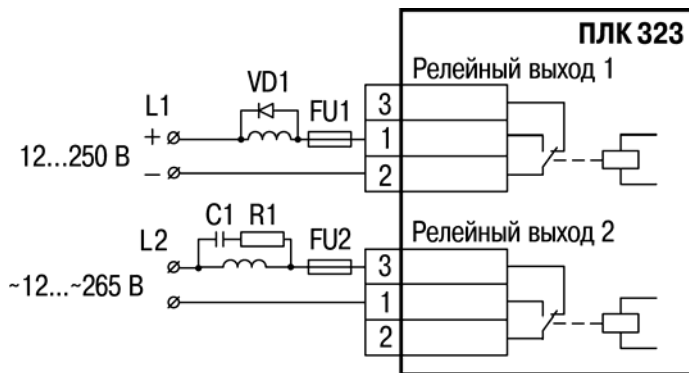 ПЛК 323
Релейный выход 1
VD1
L1
FU1
3
+
1
12...250 В
–
2
Релейный выход 2
C1 R1
L2
FU2
3
~12...~265 В
1
2